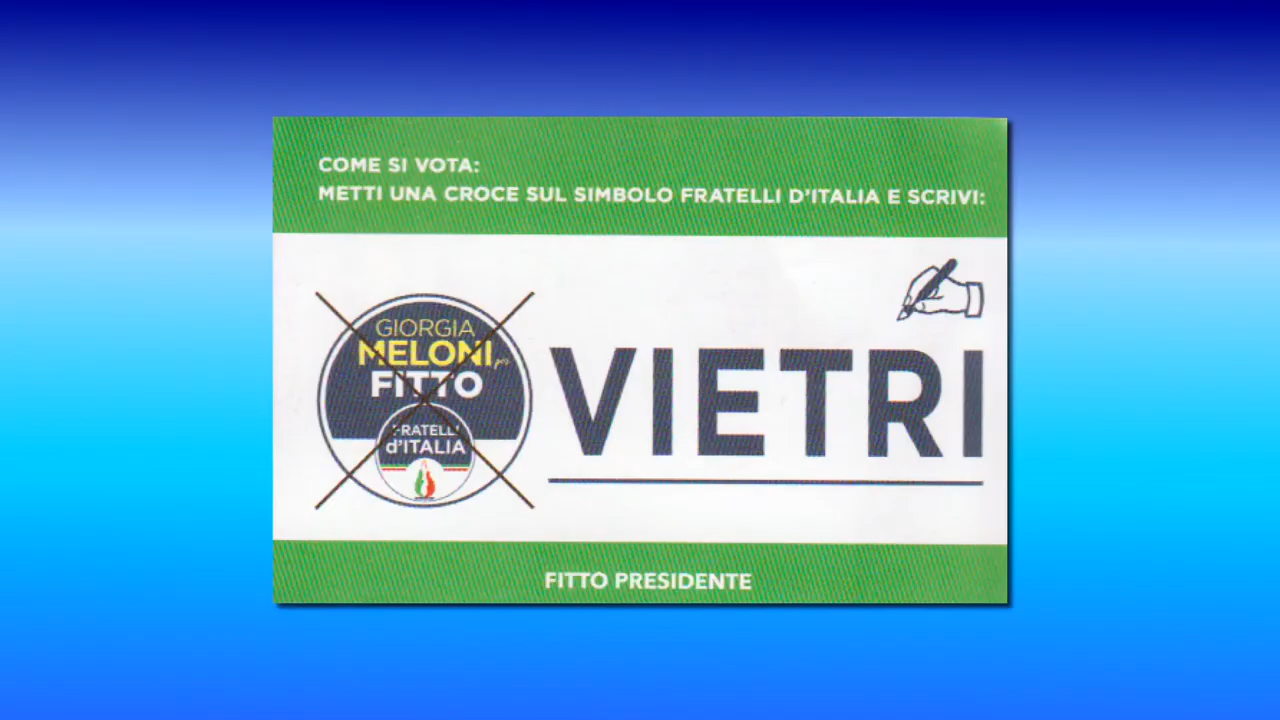 COME SI VOTA:
METTI UNA CROCE SUL SIMBOLO FRATELLI D'ITALIA E SCRIVI:
GIORGIA
MELONI per
FITTO
FRATELLI
d'ITALIA
VIETRI
FITTO PRESIDENTE